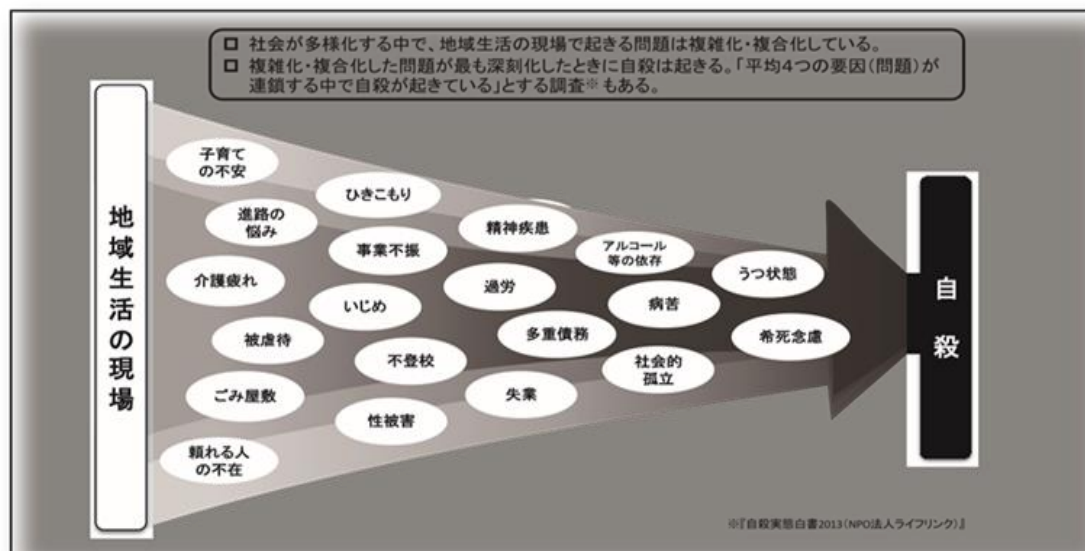 □ 社会が多様化する中で、地域生活の現場で起きる問題は複雑化・複合化している。
□ 複雑化・複合化した問題が最も深刻化したときに自殺は起きる。「平均4つの要因(問題)が
連鎖する中で自殺が起きている」とする調査※もある。
地域生活の現場
子育て
の不安
進路の
悩み
介護疲れ
被虐待
ごみ屋敷
頼れる人
の不在
ひきこもり
事業不振
いじめ
不登校
性被害
精神疾患
過労
多重債務
失業
アルコール
等の依存
病苦
社会的
孤立
うつ状態
希死念慮
自殺
※『自殺実態白書2013(NPO法人ライフリンク)』